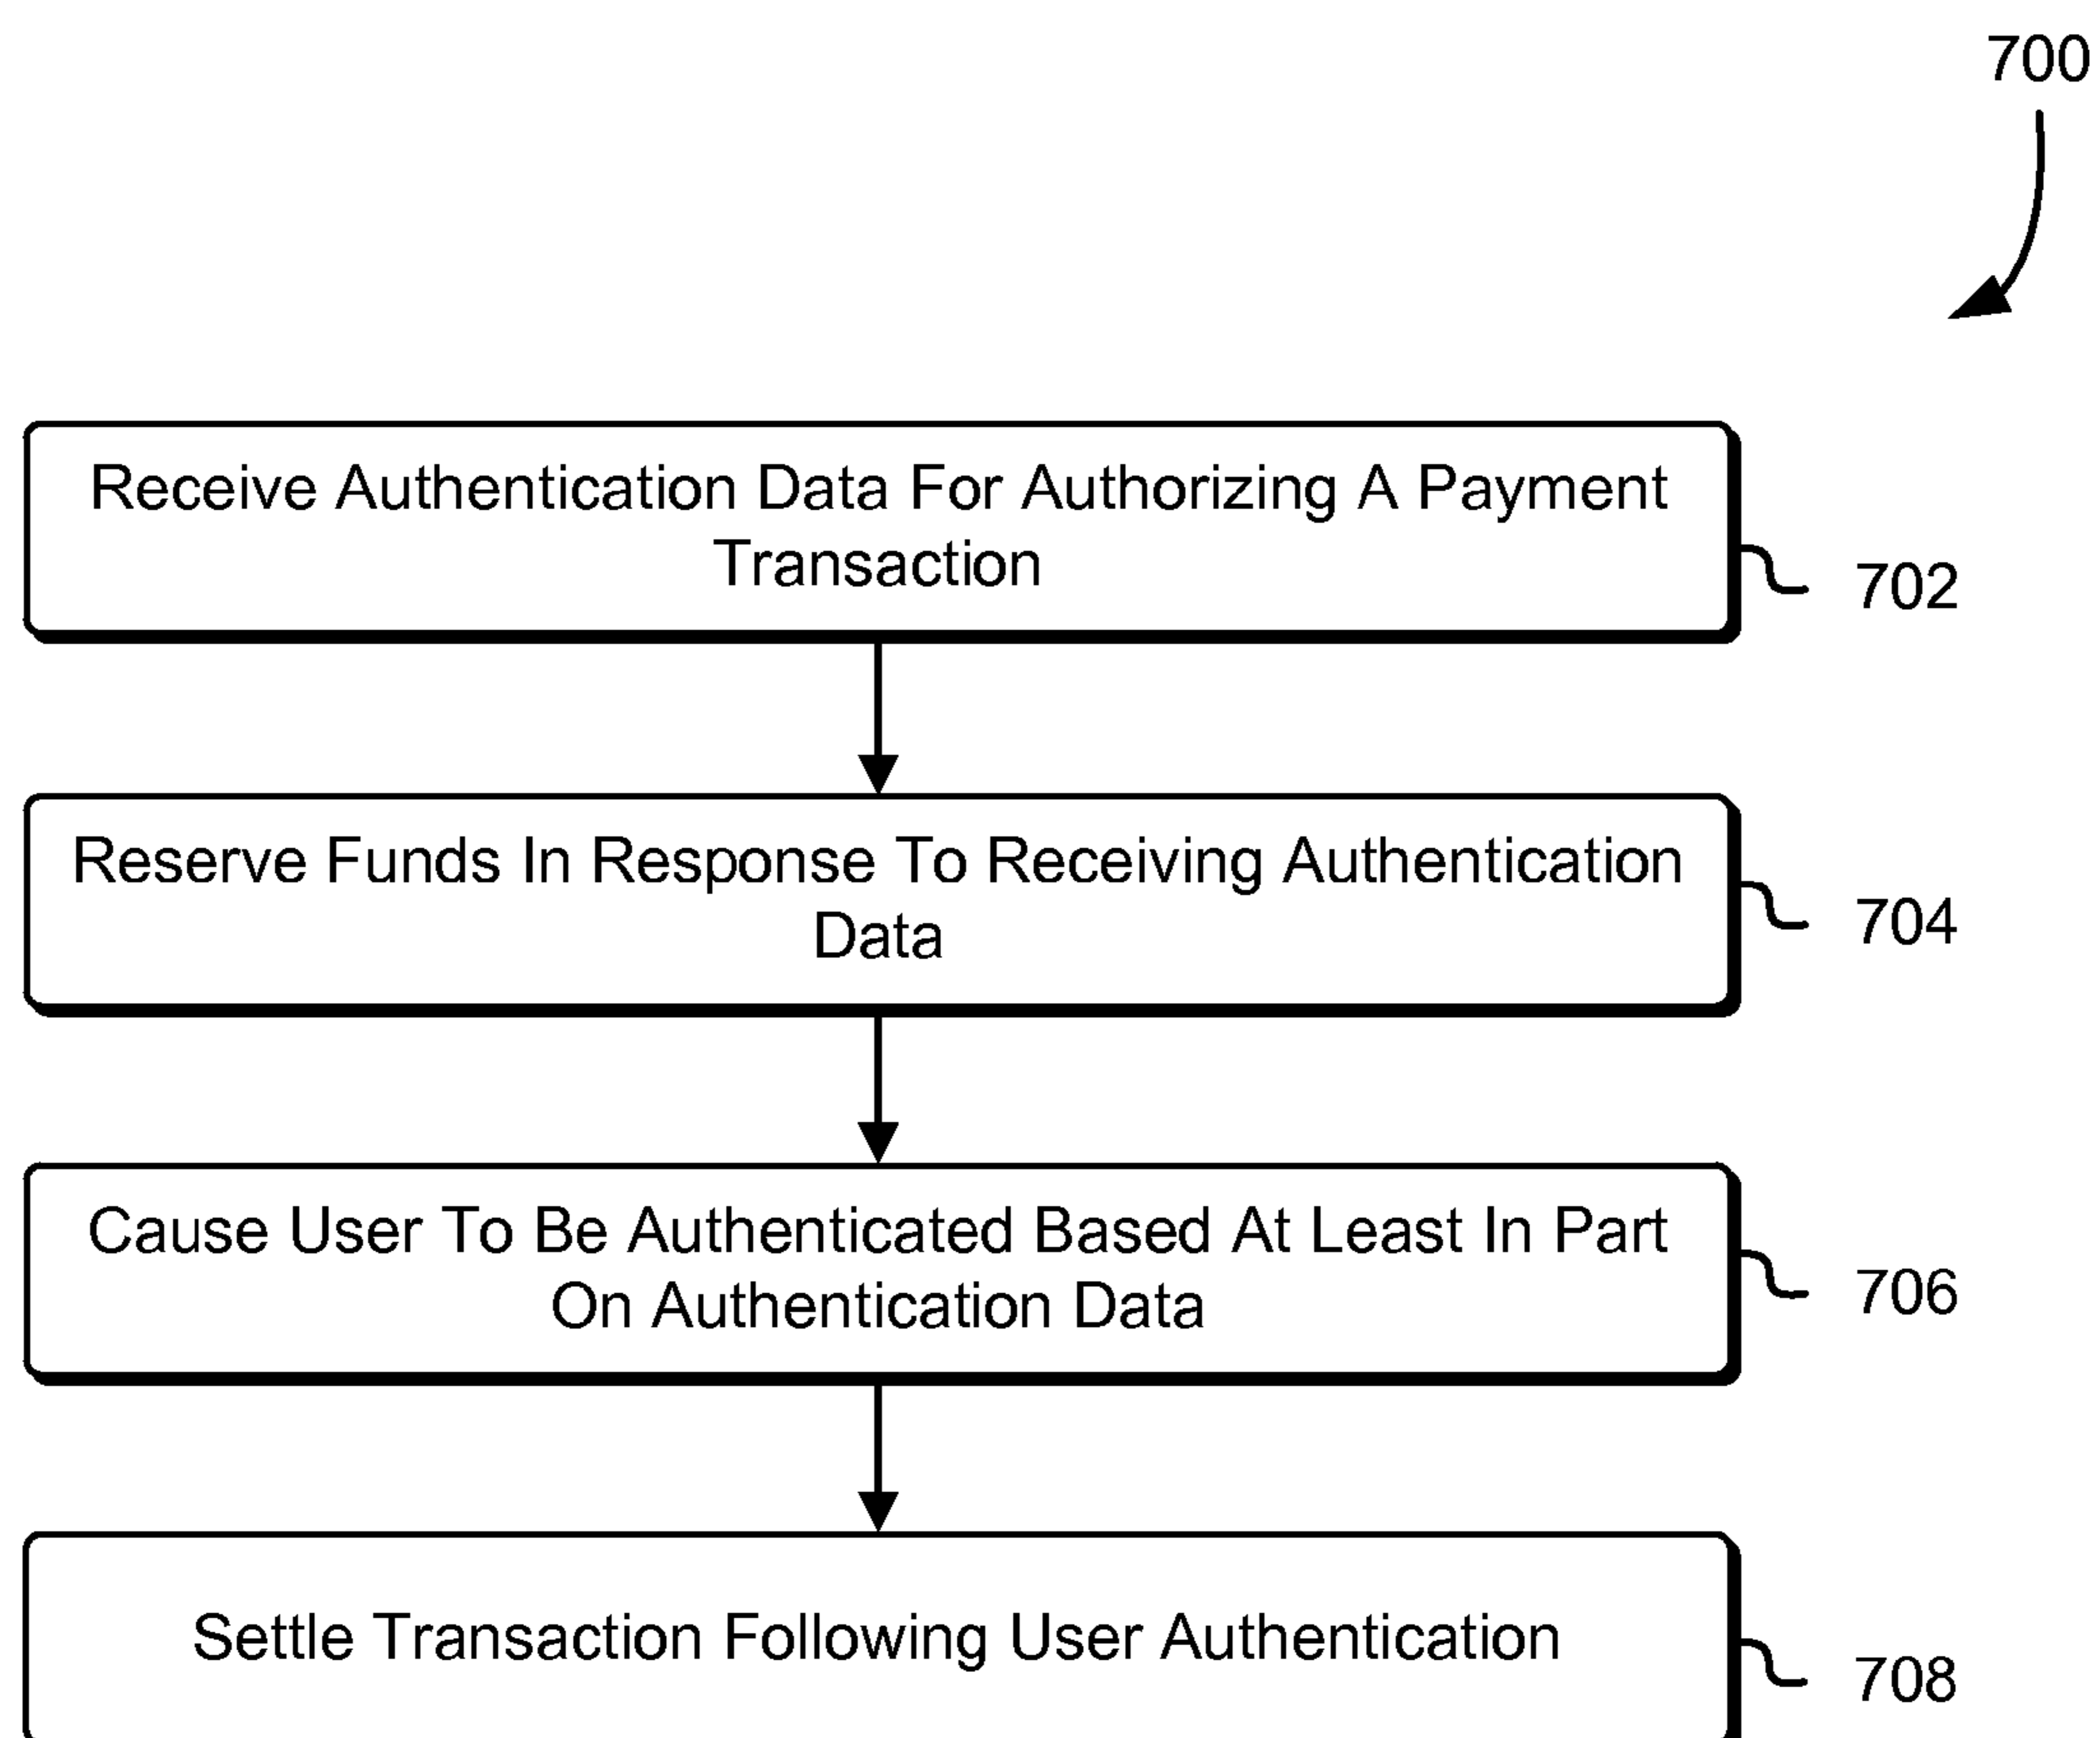 700
Receive Authentication Data For Authorizing A Payment
Transaction
702
Reserve Funds In Response To Receiving Authentication
Data
704
Cause User To Be Authenticated Based At Least In Part
On Authentication Data
706
Settle Transaction Following User Authentication
708